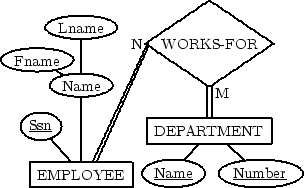 Lname
N
WORKS-FOR
Fname
Name
M
Ssn
DEPARTMENT
EMPLOYEE
Name
Number